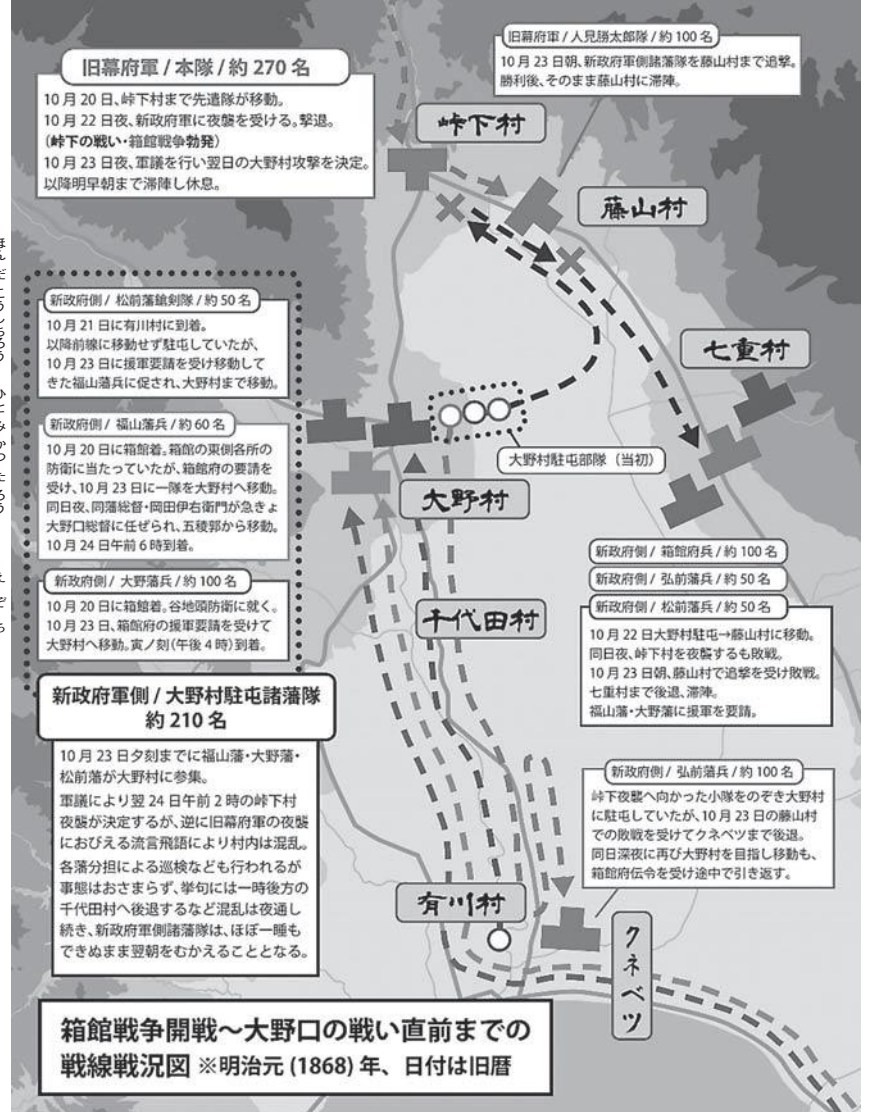 旧幕府軍 / 本隊 / 約 270 名
10 月 20 日、峠下村まで先遣隊が移動。
10 月 22 日夜、新政府軍に夜襲を受ける。撃退。
(峠下の戦い・箱館戦争勃発)
10 月 23 日夜、軍議を行い翌日の大野村攻撃を決定。
以降明早朝まで滞陣し休息。
旧幕府軍 / 人見勝太郎隊 / 約 100 名
10 月 23 日朝、新政府軍側諸藩隊を藤山村まで追撃。
勝利後、そのまま藤山村に滞陣。
峠下村
藤山村
七重村
新政府側 / 松前藩鎗剣隊 / 約 50 名
10 月 21 日に有川村に到着。
以降前線に移動せず駐屯していたが、
10 月 23 日に援軍要請を受け移動して
きた福山藩兵に促され、大野村まで移動。
新政府側 / 福山藩兵 / 約 60 名
10 月 20 日に箱館着。箱館の東側各所の
防衛に当たっていたが、箱館府の要請を
受け、10 月 23 日に一隊を大野村へ移動。
同日夜、同藩総督・岡田伊右衛門が急きょ
大野口総督に任ぜられ、五稜郭から移動。
10 月 24 日午前 6 時到着。
新政府側 / 大野藩兵 / 約 100 名
10 月 20 日に箱館着。谷地頭防衛に就く。
10 月 23 日、箱館府の援軍要請を受けて
大野村へ移動。寅ノ刻(午後 4 時)到着。
大野村駐屯部隊（当初）
大野村
千代田村
新政府側 / 箱館府兵 / 約 100 名
新政府側 / 弘前藩兵 / 約 50 名
新政府側 / 松前藩兵 / 約 50 名
10 月 22 日大野村駐屯→藤山村に移動。
同日夜、峠下村を夜襲するも敗戦。
10 月 23 日朝、藤山村で追撃を受け敗戦。
七重村まで後退、滞陣。
福山藩・大野藩に援軍を要請。
新政府軍側 / 大野村駐屯諸藩隊
約 210 名
10 月 23 日夕刻までに福山藩・大野藩・
松前藩が大野村に参集。
軍議により翌 24 日午前 2 時の峠下村
夜襲が決定するが、逆に旧幕府軍の夜襲
におびえる流言飛語により村内は混乱。
各藩分担による巡検なども行われるが
事態はおさまらず、挙句には一時後方の
千代田村へ後退するなど混乱は夜通し
続き、新政府軍側諸藩隊は、ほぼ一睡も
できぬまま翌朝をむかえることとなる。
新政府側 / 弘前藩兵 / 約 100 名
峠下夜襲へ向かった小隊をのぞき大野村
に駐屯していたが、10 月 23 日の藤山村
での敗戦を受けてクネベツまで後退。
同日深夜に再び大野村を目指し移動も、
箱館府伝令を受け途中で引き返す。
有川村
クネベツ
箱館戦争開戦～大野口の戦い直前までの
戦線戦況図 ※明治元 (1868) 年、日付は旧暦